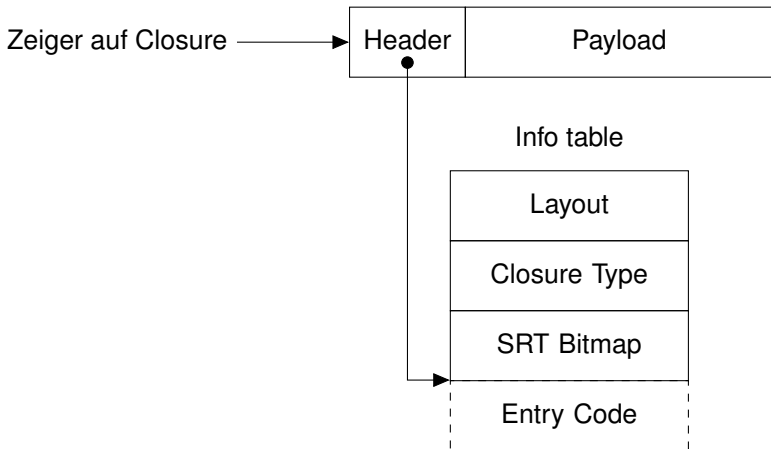 Zeiger auf Closure
Header
Payload
Info table
Layout
Closure Type
SRT Bitmap
Entry Code